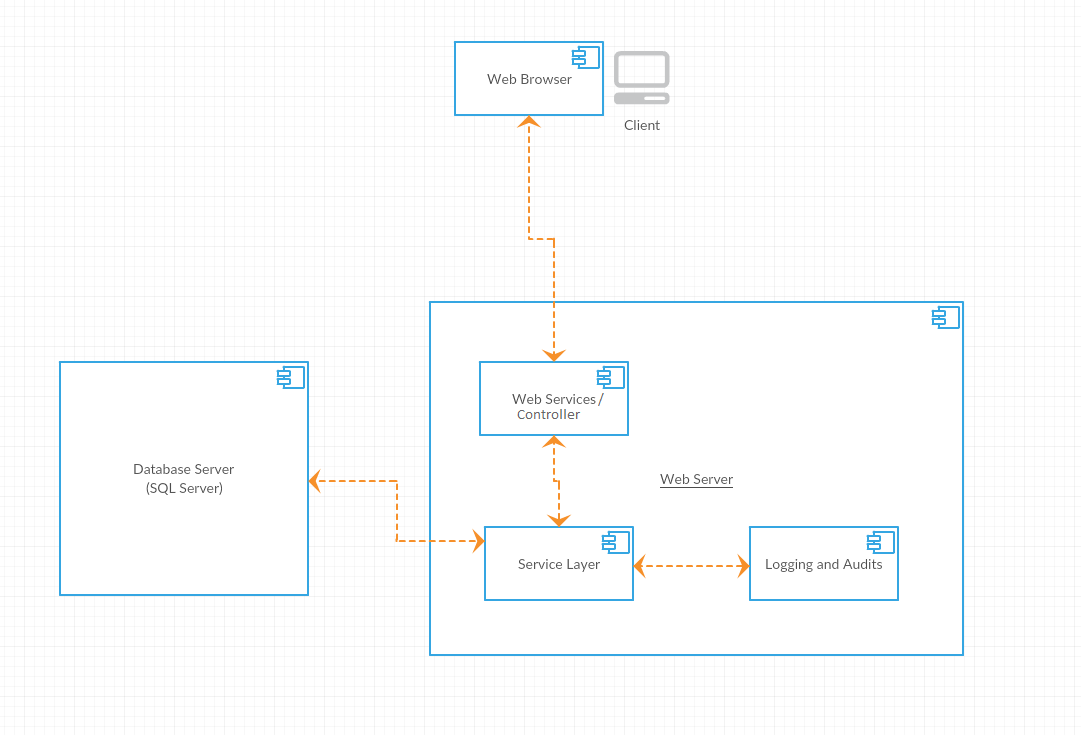 Web Browser
Client
Web Services/
Controller
Database Server
(SQL Server)
Web Server
Service Layer
Logging and Audits